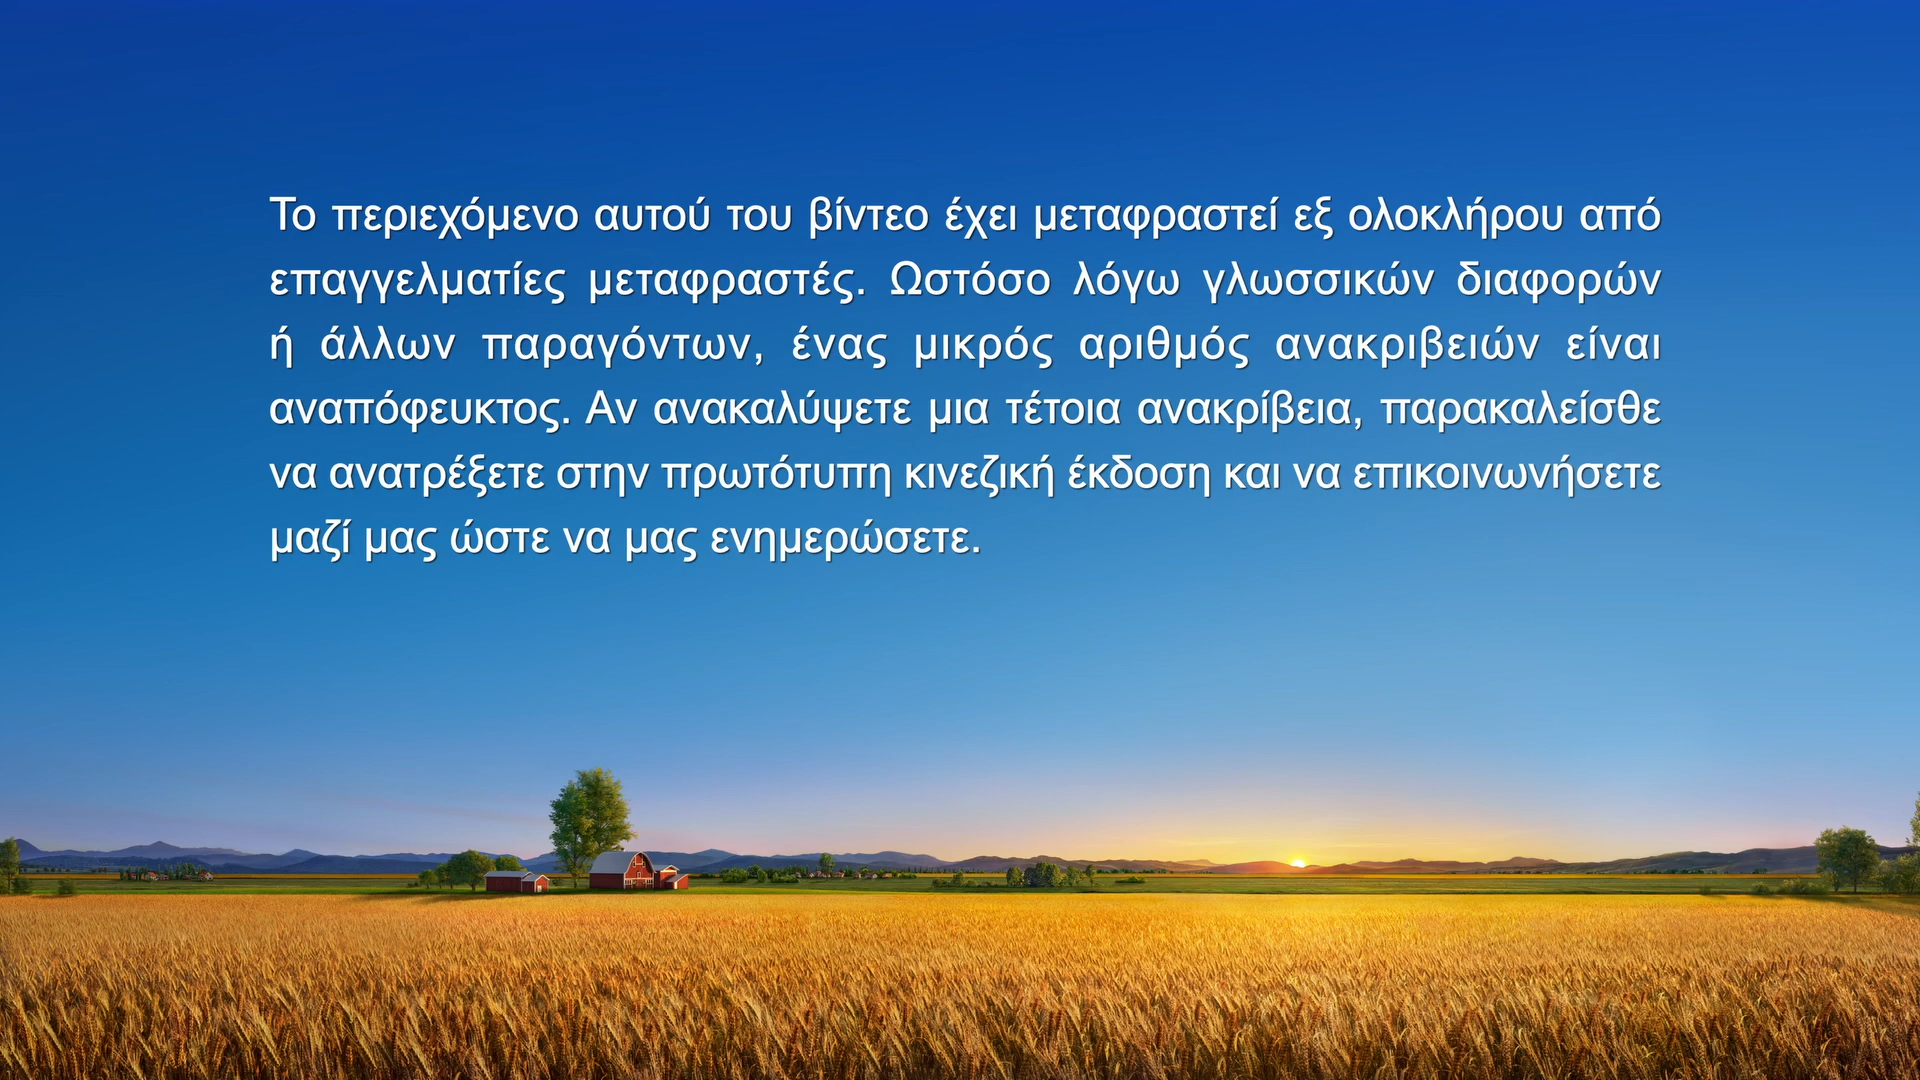 Το περιεχόμενο αυτού του βίντεο έχει μεταφραστεί εξ ολοκλήρου από
επαγγελματίες μεταφραστές. Ωστόσο λόγω γλωσσικών διαφορών
ή άλλων παραγόντων, ένας μικρός αριθμός ανακριβειών είναι
αναπόφευκτος. Αν ανακαλύψετε μια τέτοια ανακρίβεια, παρακαλείσθε
να ανατρέξετε στην πρωτότυπη κινεζική έκδοση και να επικοινωνήσετε
μαζί μας ώστε να μας ενημερώσετε.